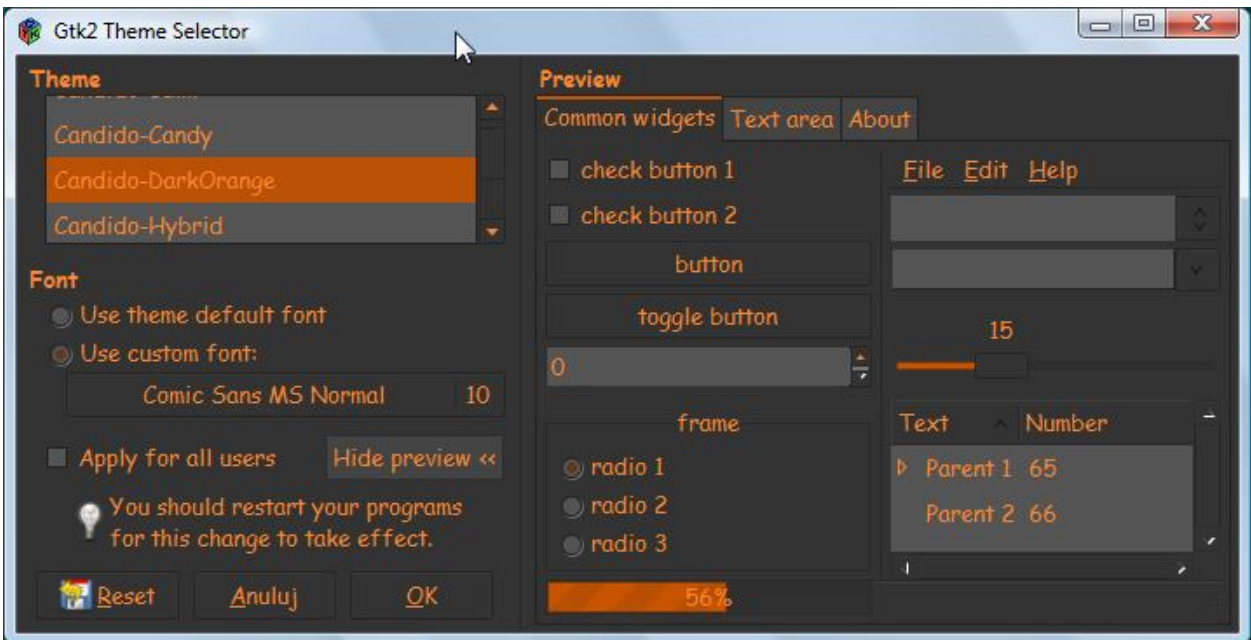 Gtk2 Theme Selector
Theme
Candido-Candy
Candido-DarkOrange
Candido-Hybrid
Font
Use theme default font
Use custom font:
Comic Sans MS Normal 10
Apply for all users
Hide preview <<
You should restart your programs
for this change to take effect.
Reset
Anuluj
OK
Preview
Common widgets
Text area
About
check button 1
check button 2
button
toggle button
0
frame
radio 1
radio 2
radio 3
56%
File Edit Help
15
Text Number
Parent 1 65
Parent 2 66